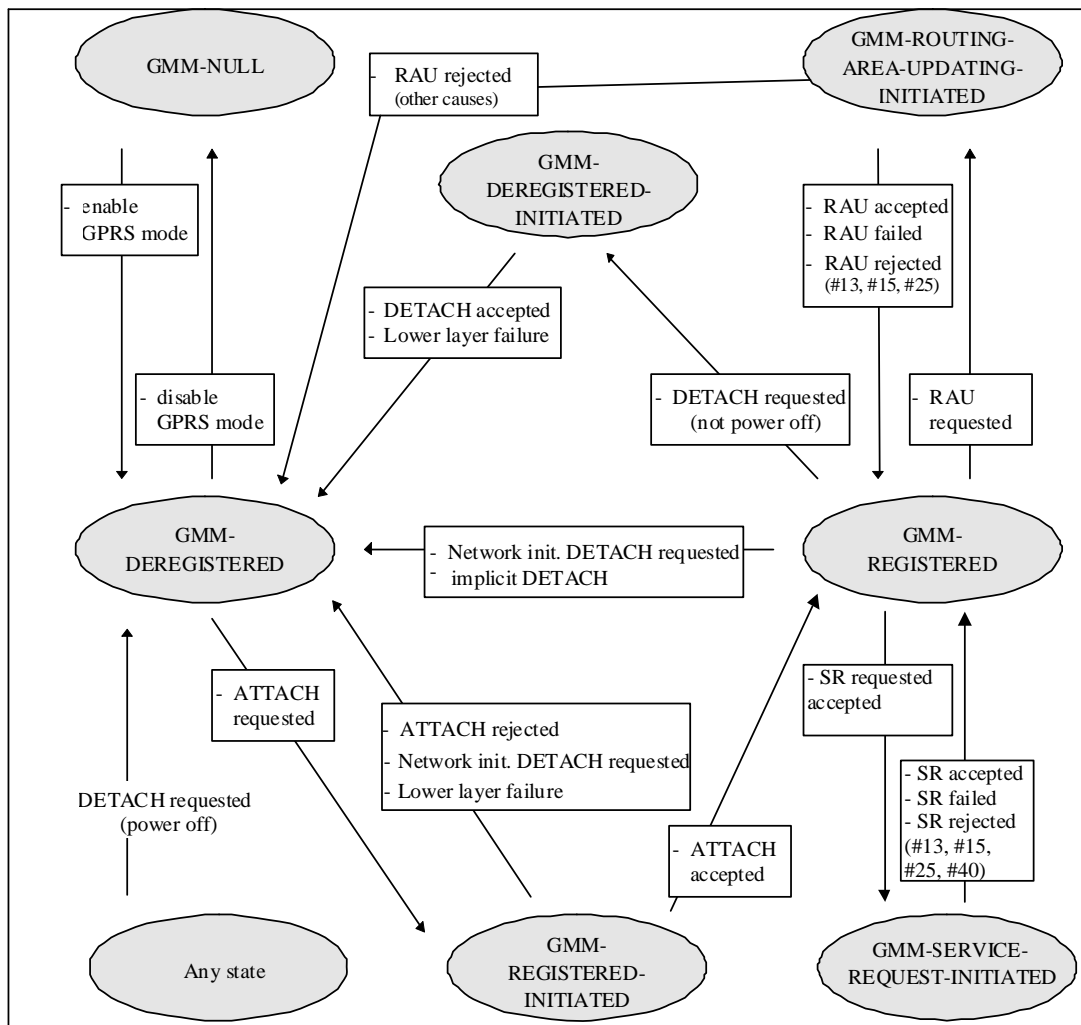 GMM-NULL
GMM-ROUTING-
AREA-UPDATING-
INITIATED
- RAU rejected
(other causes)
GMM-
DEREGISTERED-
INITIATED
- enable
GPRS mode
- RAU accepted
- RAU failed
- RAU rejected
(#13, #15, #25)
- DETACH accepted
- Lower layer failure
- disable
GPRS mode
- DETACH requested
(not power off)
- RAU
requested
GMM-
DEREGISTERED
- Network init. DETACH requested
- implicit DETACH
GMM-
REGISTERED
- ATTACH
requested
- ATTACH rejected
- Network init. DETACH requested
- Lower layer failure
- SR requested
accepted
DETACH requested
(power off)
- ATTACH
accepted
- SR accepted
- SR failed
- SR rejected
(#13, #15,
#25, #40)
Any state
GMM-
REGISTERED-
INITIATED
GMM-SERVICE-
REQUEST-INITIATED